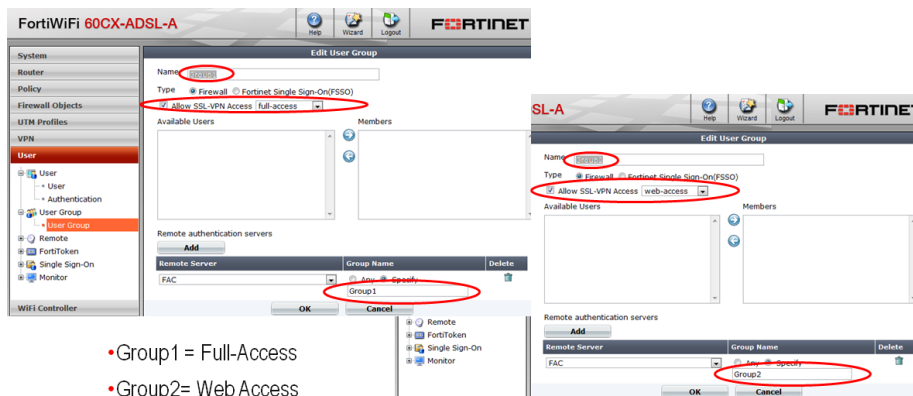 FortiWiFi 60CX-ADSL-A
Help
Wizard
Logout
FORTINET
System
Router
Policy
Firewall Objects
UTM Profiles
VPN
User
User
User
Authentication
User Group
User Group
Remote
FortiToken
Single Sign-On
Monitor
WiFi Controller
Edit User Group
Name
Type Firewall Fortinet Single Sign-On(FSSO)
Allow SSL-VPN Access full-access
Available Users Members
Remote authentication servers
Add
Remote Server Group Name Delete
FAC Any Specify
Group1
OK Cancel
Remote
FortiToken
Single Sign-On
Monitor
•Group1 = Full-Access
•Group2= Web Access
SL-A
Help
Wizard
Logout
FORTINET
Edit User Group
Name
Type Firewall Fortinet Single Sign-On(FSSO)
Allow SSL-VPN Access web-access
Available Users Members
Remote authentication servers
Add
Remote Server Group Name Delete
FAC Any Specify
Group2
OK Cancel